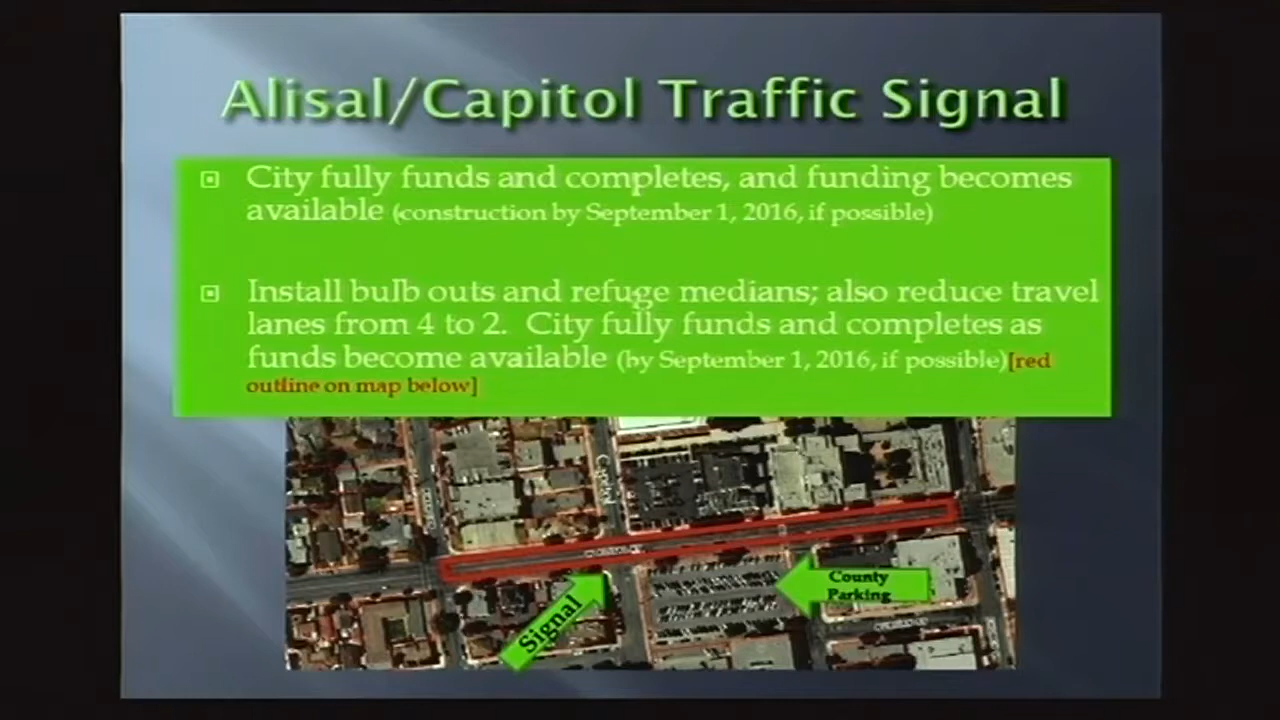 Alisal/Capitol Traffic Signal
City fully funds and completes, and funding becomes
available (construction by September 1, 2016, if possible)
Install bulb outs and refuge medians; also reduce travel
lanes from 4 to 2. City fully funds and completes as
funds become available (by September 1, 2016, if possible)[red
outline on map below]
Capitol
County
Parking
Signal